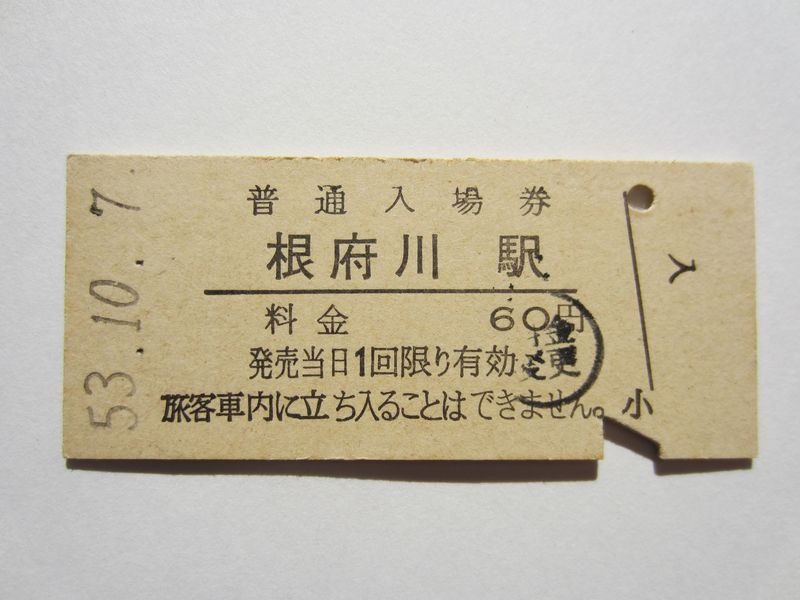 普通入場券
根府川 駅
料金 60円
発売当日1回限り有効
旅客車内に立ち入ることはできません。
小
入
変更
53.10.7